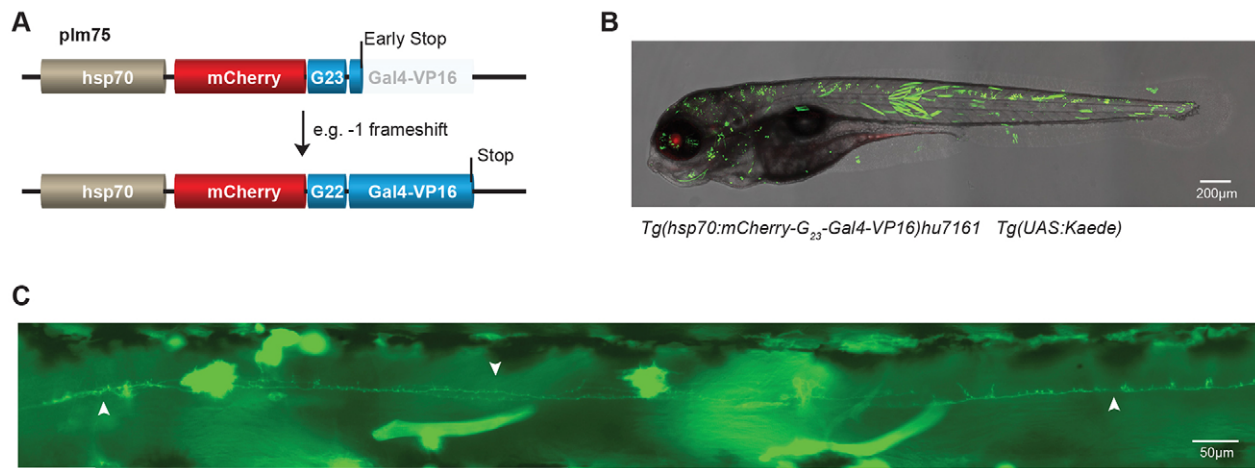 A
pIm75
Early Stop
hsp70
mCherry
G23
Gal4-VP16
e.g. -1 frameshift
Stop
hsp70
mCherry
G22
Gal4-VP16
B
200µm
Tg(hsp70:mCherry-G23-Gal4-VP16)hu7161 Tg(UAS:Kaede)
C
50µm